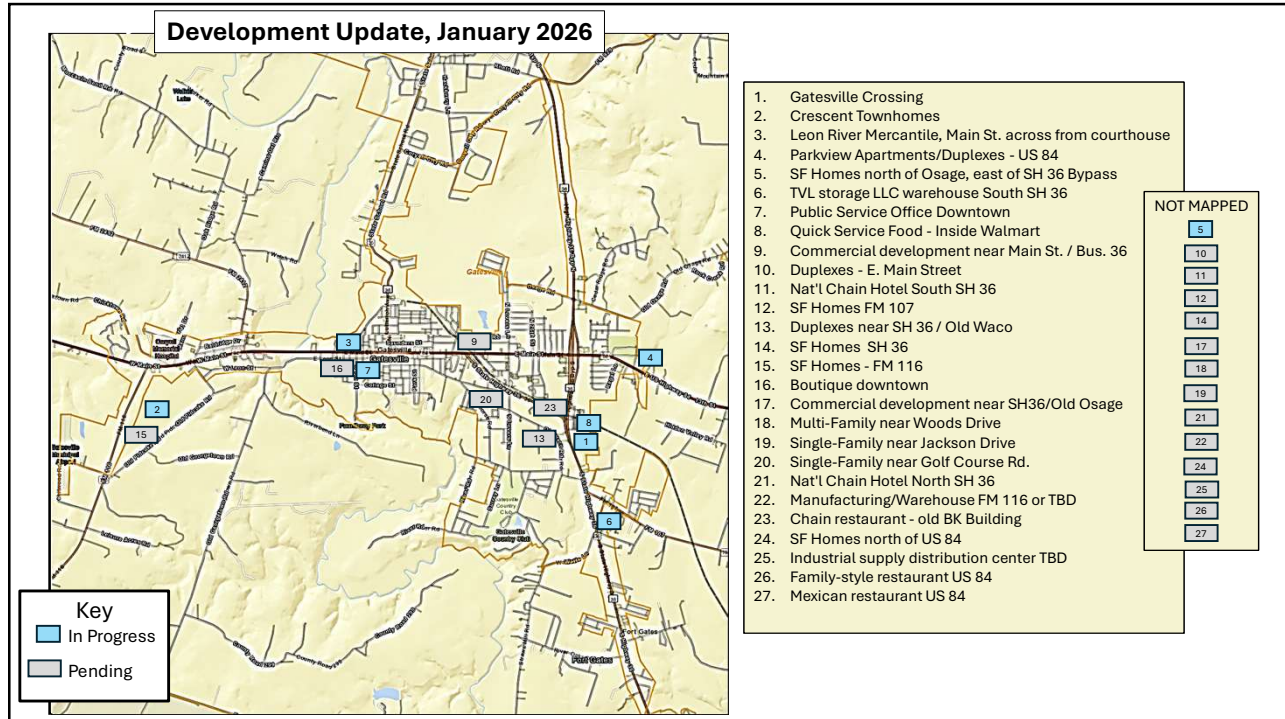 Development Update, January 2026
1. Gatesville Crossing
2. Crescent Townhomes
3. Leon River Mercantile, Main St. across from courthouse
4. Parkview Apartments/Duplexes - US 84
5. SF Homes north of Osage, east of SH 36 Bypass
6. TVL storage LLC warehouse South SH 36
7. Public Service Office Downtown
8. Quick Service Food - Inside Walmart
9. Commercial development near Main St. / Bus. 36
10. Duplexes - E. Main Street
11. Nat'l Chain Hotel South SH 36
12. SF Homes FM 107
13. Duplexes near SH 36 / Old Waco
14. SF Homes SH 36
15. SF Homes - FM 116
16. Boutique downtown
17. Commercial development near SH36/Old Osage
18. Multi-Family near Woods Drive
19. Single-Family near Jackson Drive
20. Single-Family near Golf Course Rd.
21. Nat'l Chain Hotel North SH 36
22. Manufacturing/Warehouse FM 116 or TBD
23. Chain restaurant - old BK Building
24. SF Homes north of US 84
25. Industrial supply distribution center TBD
26. Family-style restaurant US 84
27. Mexican restaurant US 84
NOT MAPPED
5
10
11
12
14
17
18
19
21
22
24
25
26
27
Gatesville
3
9
4
Gatesville
16
7
20
23
2
8
15
13
1
Faunt Leroy Park
6
Gatesville
Country Club
Fort Gates
Fort Gates
Key
In Progress
Pending